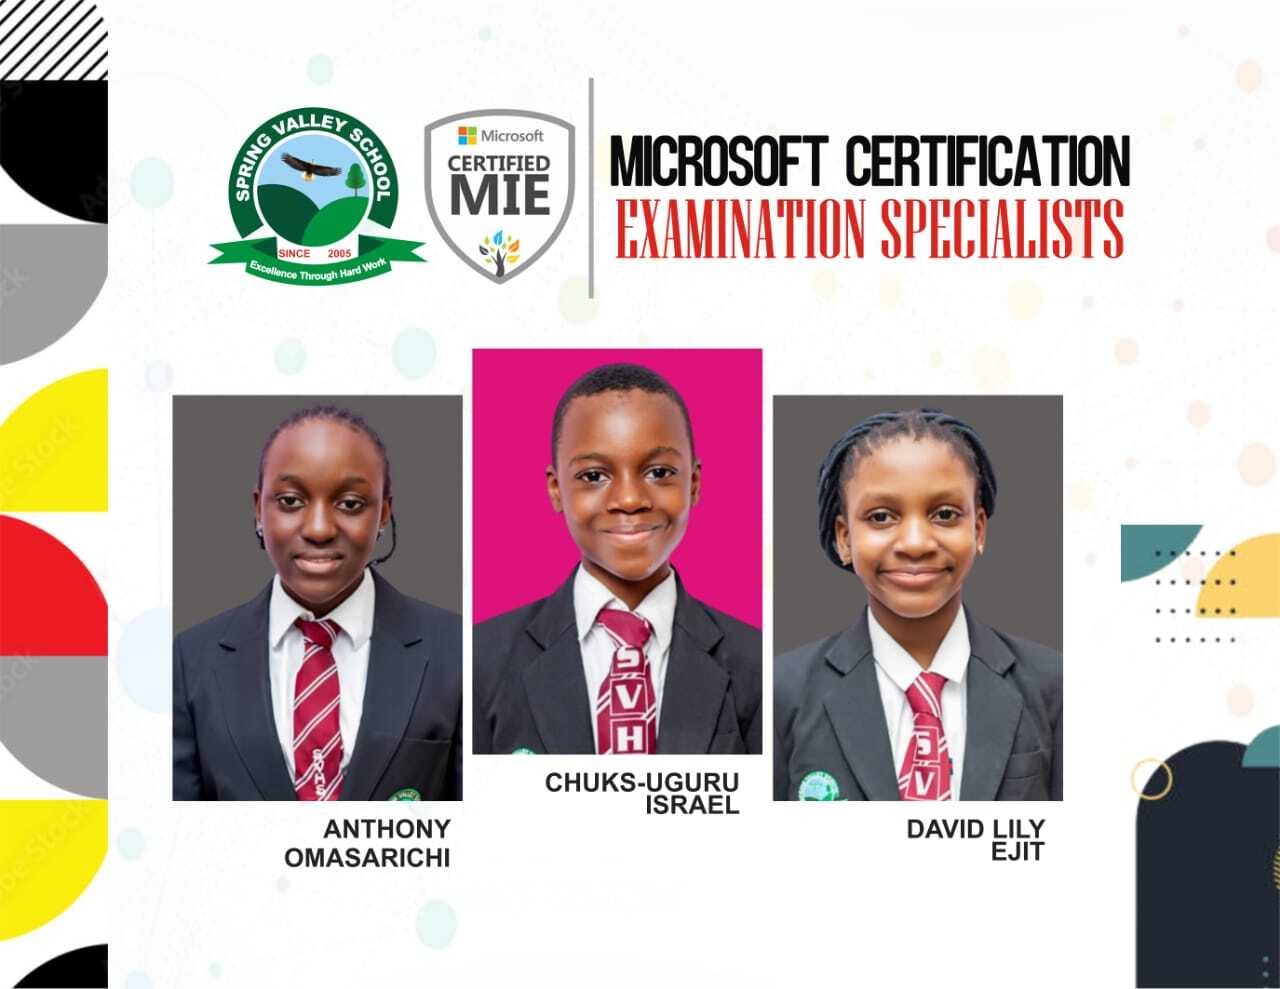 SPRING VALLEY SCHOOL
SINCE 2005
Excellence Through Hard Work
Microsoft
CERTIFIED
MIE
MICROSOFT CERTIFICATION
EXAMINATION SPECIALISTS
S
V
H
S
V
ANTHONY
OMASARICHI
CHUKS-UGURU
ISRAEL
DAVID LILY
EJIT